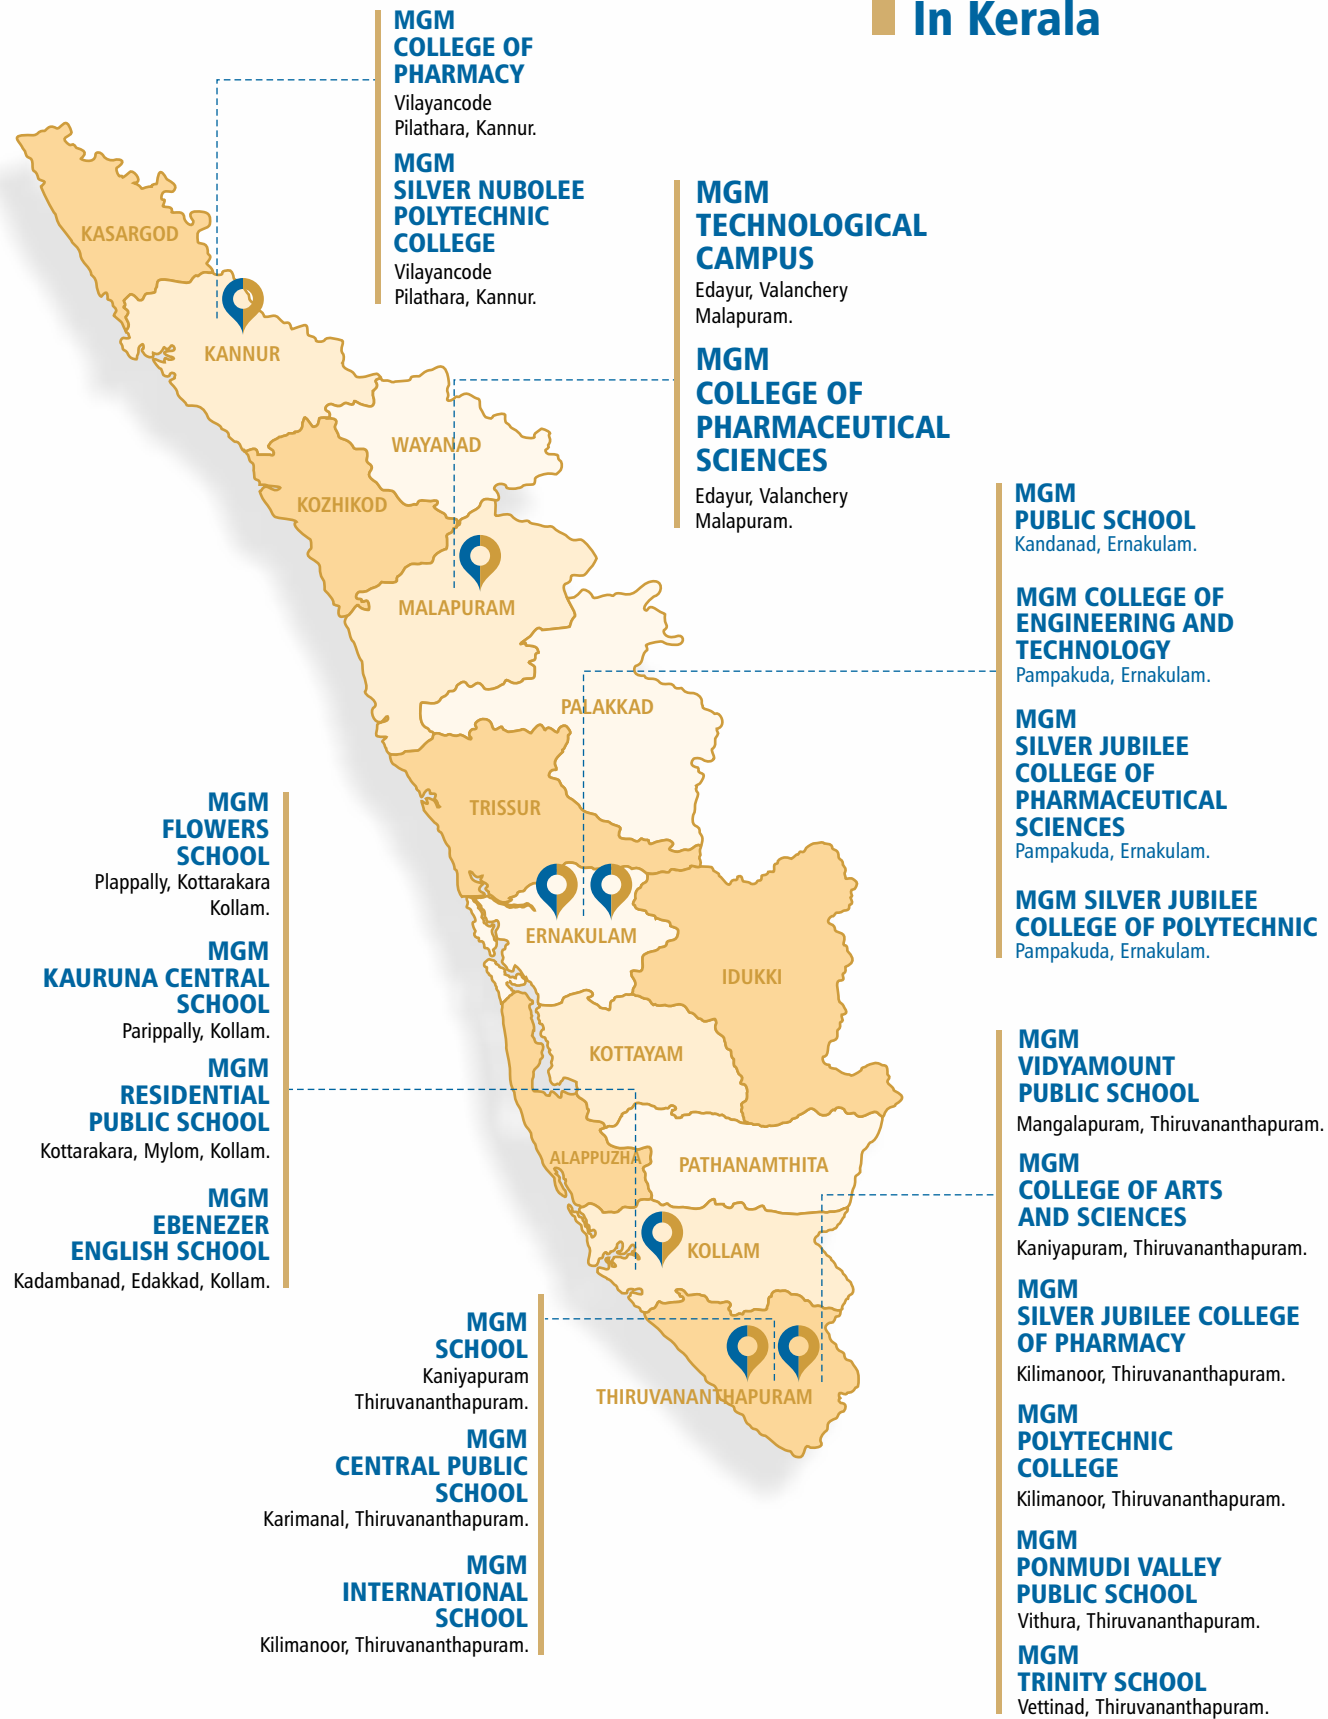 In Kerala
MGM
COLLEGE OF
PHARMACY
Vilayancode
Pilathara, Kannur.
MGM
SILVER NUBOLEE
POLYTECHNIC
COLLEGE
Vilayancode
Pilathara, Kannur.
MGM
TECHNOLOGICAL
CAMPUS
Edayur, Valanchery
Malapuram.
MGM
COLLEGE OF
PHARMACEUTICAL
SCIENCES
Edayur, Valanchery
Malapuram.
MGM
PUBLIC SCHOOL
Kandanad, Ernakulam.
MGM COLLEGE OF
ENGINEERING AND
TECHNOLOGY
Pampakuda, Ernakulam.
MGM
SILVER JUBILEE
COLLEGE OF
PHARMACEUTICAL
SCIENCES
Pampakuda, Ernakulam.
MGM SILVER JUBILEE
COLLEGE OF POLYTECHNIC
Pampakuda, Ernakulam.
KASARGOD
KANNUR
WAYANAD
KOZHIKOD
MALAPURAM
PALAKKAD
TRISSUR
ERNAKULAM
IDUKKI
KOTTAYAM
ALAPPUZHA
PATHANAMTHITA
KOLLAM
THIRUVANANTHAPURAM
MGM
FLOWERS
SCHOOL
Plappally, Kottarakara
Kollam.
MGM
KAURUNA CENTRAL
SCHOOL
Parippally, Kollam.
MGM
RESIDENTIAL
PUBLIC SCHOOL
Kottarakara, Mylom, Kollam.
MGM
EBENEZER
ENGLISH SCHOOL
Kadambanad, Edakkad, Kollam.
MGM
SCHOOL
Kaniyapuram
Thiruvananthapuram.
MGM
CENTRAL PUBLIC
SCHOOL
Karimanal, Thiruvananthapuram.
MGM
INTERNATIONAL
SCHOOL
Kilimanoor, Thiruvananthapuram.
MGM
VIDYAMOUNT
PUBLIC SCHOOL
Mangalapuram, Thiruvananthapuram.
MGM
COLLEGE OF ARTS
AND SCIENCES
Kaniyapuram, Thiruvananthapuram.
MGM
SILVER JUBILEE COLLEGE
OF PHARMACY
Kilimanoor, Thiruvananthapuram.
MGM
POLYTECHNIC
COLLEGE
Kilimanoor, Thiruvananthapuram.
MGM
PONMUDI VALLEY
PUBLIC SCHOOL
Vithura, Thiruvananthapuram.
MGM
TRINITY SCHOOL
Vettinad, Thiruvananthapuram.